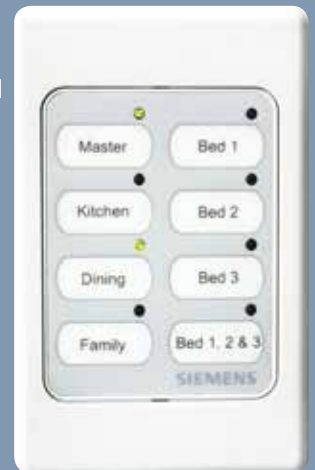 Master
Bed 1
Kitchen
Bed 2
Dining
Bed 3
Family
Bed 1, 2 & 3
SIEMENS